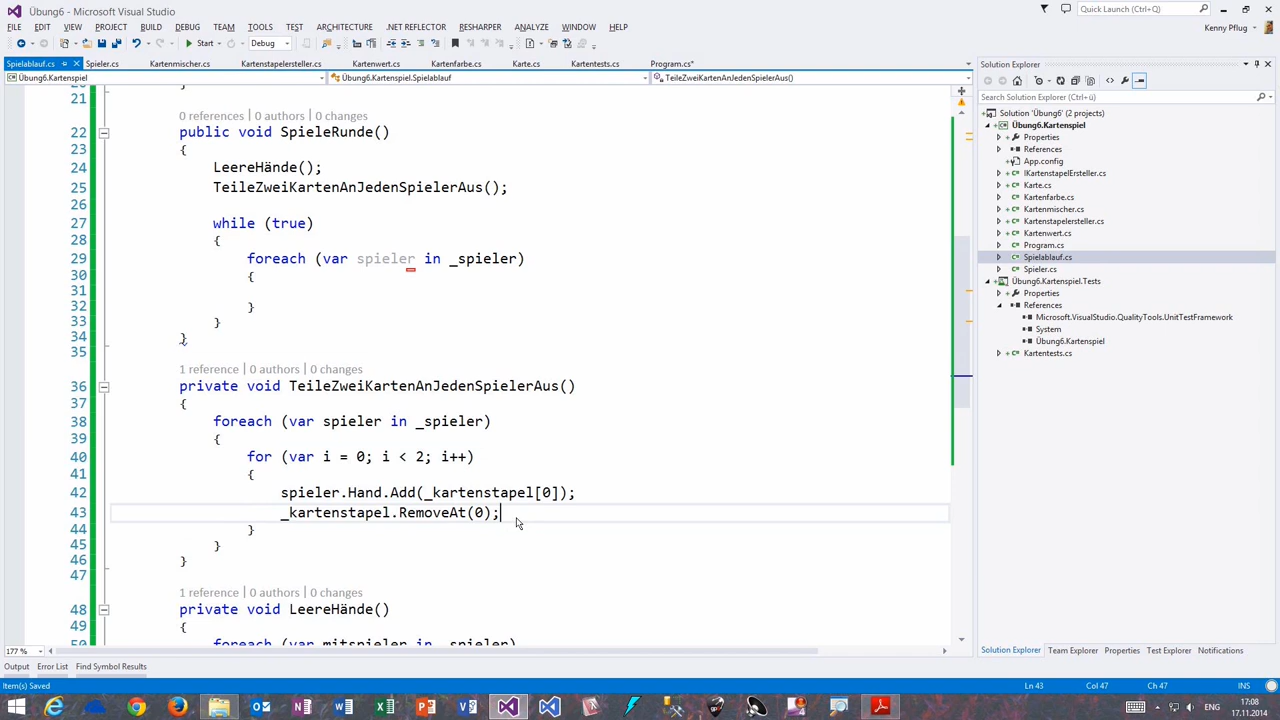 Übung6 - Microsoft Visual Studio
Quick Launch (Ctrl+Q)
FILE EDIT VIEW PROJECT BUILD DEBUG TEAM TOOLS TEST ARCHITECTURE .NET REFLECTOR RESHARPER ANALYZE WINDOW HELP
Kenny Pflug
Start Debug
Spielablauf.cs Spieler.cs Kartenmischer.cs Kartenstapelersteller.cs Kartenwert.cs Kartenfarbe.cs Karte.cs Kartentests.cs Program.cs*
Übung6.Kartenspiel Übung6.Kartenspiel.Spielablauf TeileZweiKartenAnJedenSpielerAus()
21
0 references | 0 authors | 0 changes
22 public void SpieleRunde()
23 {
24 LeereHände();
25 TeileZweiKartenAnJedenSpielerAus();
26
27 while (true)
28 {
29 foreach (var spieler in _spieler)
30 {
31
32 }
33 }
34 }
35
1 reference | 0 authors | 0 changes
36 private void TeileZweiKartenAnJedenSpielerAus()
37 {
38 foreach (var spieler in _spieler)
39 {
40 for (var i = 0; i < 2; i++)
41 {
42 spieler.Hand.Add(_kartenstapel[0]);
43 _kartenstapel.RemoveAt(0);
44 }
45 }
46 }
47
1 reference | 0 authors | 0 changes
48 private void LeereHände()
49 {
50 foreach (var mitspieler in _spieler)
177 %
Solution Explorer
Search Solution Explorer (Ctrl+ü)
Solution 'Übung6' (2 projects)
Übung6.Kartenspiel
Properties
References
App.config
IKartenstapelErsteller.cs
Karte.cs
Kartenfarbe.cs
Kartenmischer.cs
Kartenstapelersteller.cs
Kartenwert.cs
Program.cs
Spielablauf.cs
Spieler.cs
Übung6.Kartenspiel.Tests
Properties
References
Microsoft.VisualStudio.QualityTools.UnitTestFramework
System
Übung6.Kartenspiel
Kartentests.cs
Solution Explorer Team Explorer Properties Test Explorer Notifications
Output Error List Find Symbol Results
Item(s) Saved Ln 43 Col 47 Ch 47 INS
ENG
17:08
17.11.2014